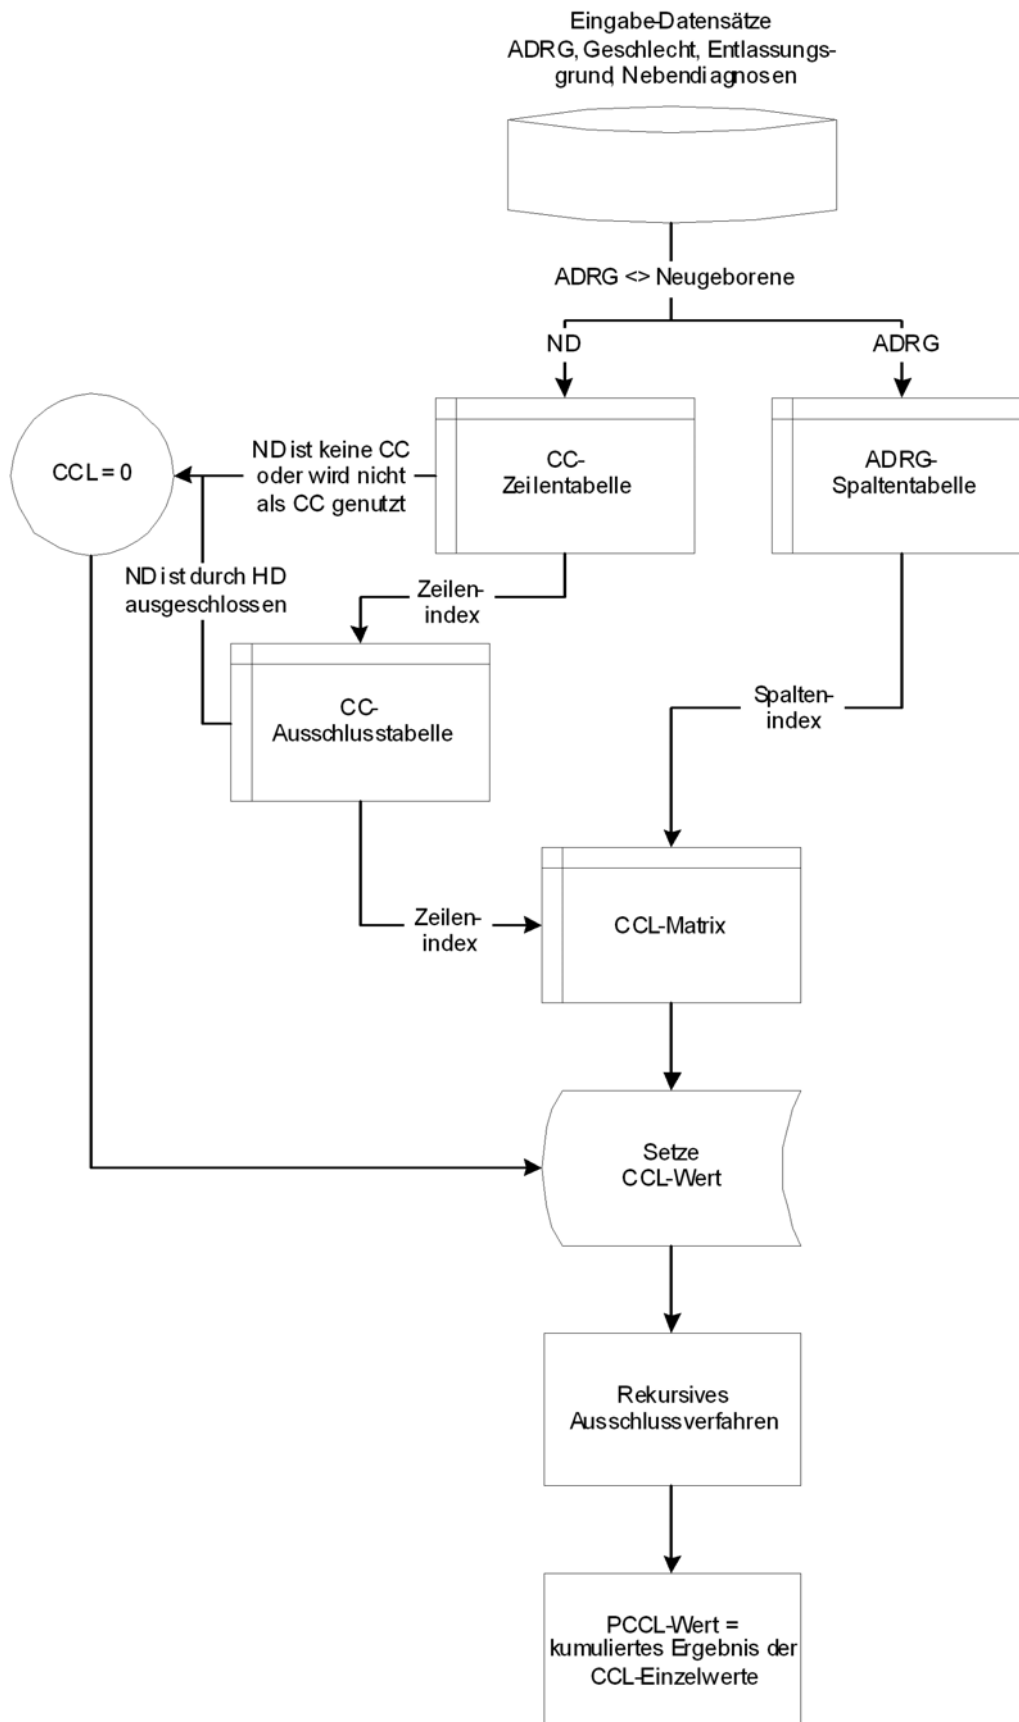 Eingabe-Datensätze
ADRG, Geschlecht, Entlassungs-
grund, Nebendiagnosen
ADRG <> Neugeborene
ND
ADRG
CCL = 0
ND ist keine CC
oder wird nicht
als CC genutzt
CC-
Zeilentabelle
ADRG-
Spaltentabelle
ND ist durch HD
ausgeschlossen
Zeilen-
index
CC-
Ausschlusstabelle
Spalten-
index
Zeilen-
index
CCL-Matrix
Setze
CCL-Wert
Rekursives
Ausschlussverfahren
PCCL-Wert =
kumuliertes Ergebnis der
CCL-Einzelwerte